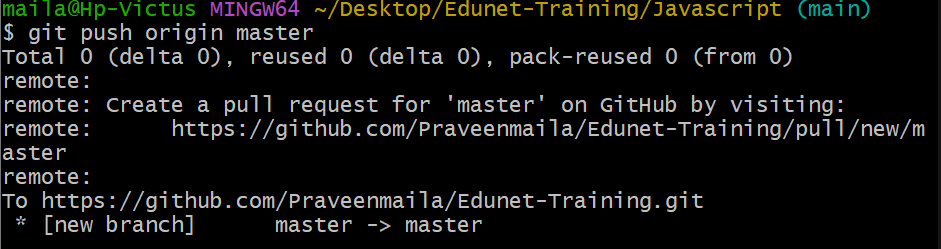 maila@Hp-Victus MINGW64 ~/Desktop/Edunet-Training/Javascript (main)
$ git push origin master
Total 0 (delta 0), reused 0 (delta 0), pack-reused 0 (from 0)
remote:
remote: Create a pull request for 'master' on GitHub by visiting:
remote:      https://github.com/Praveenmaila/Edunet-Training/pull/new/m
aster
remote:
To https://github.com/Praveenmaila/Edunet-Training.git
 * [new branch]      master -> master